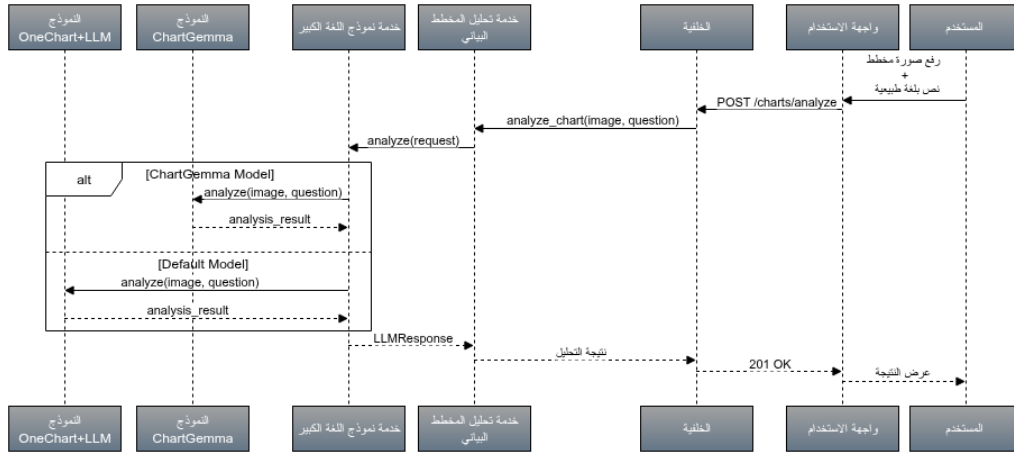 النموذج
OneChart+LLM
النموذج
ChartGemma
خدمة نموذج اللغة الكبير
خدمة تحليل المخطط
البياني
الخلفية
واجهة الاستخدام
المستخدم
رفع صورة مخطط
+
نص بلغة طبيعية
POST /charts/analyze
analyze_chart(image, question)
analyze(request)
alt
[ChartGemma Model]
analyze(image, question)
analysis_result
[Default Model]
analyze(image, question)
analysis_result
LLMResponse
نتيجة التحليل
201 OK
عرض النتيجة
النموذج
OneChart+LLM
النموذج
ChartGemma
خدمة نموذج اللغة الكبير
خدمة تحليل المخطط
البياني
الخلفية
واجهة الاستخدام
المستخدم